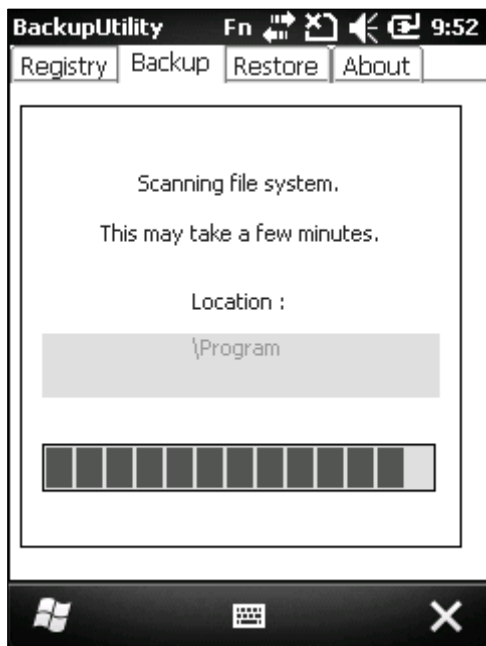 BackupUtility Fn 9:52
Registry Backup Restore About
Scanning file system.
This may take a few minutes.
Location :
\Program